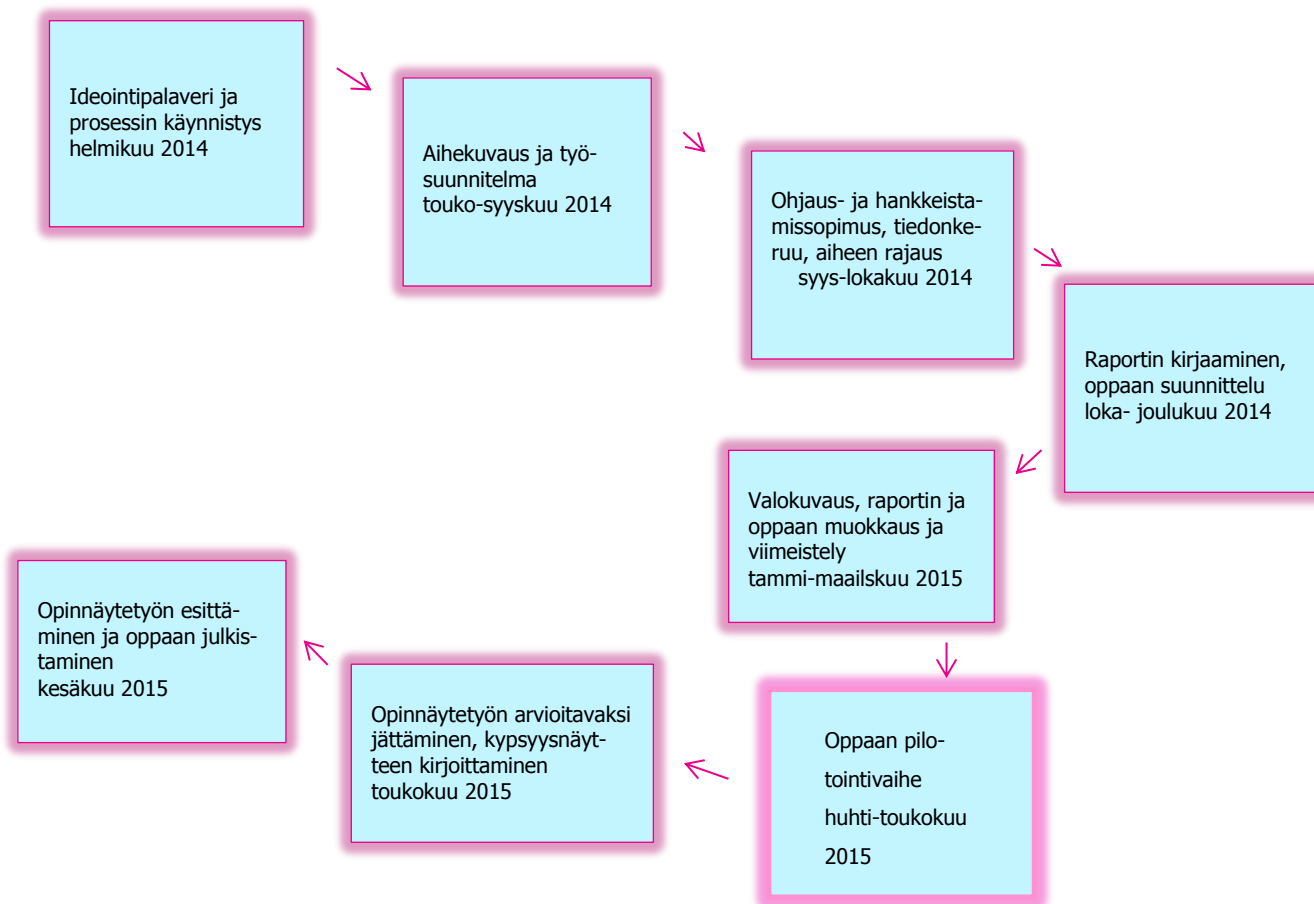 Ideointipalaveri ja
prosessin käynnistys
helmikuu 2014
Aihekuvaus ja työ-
suunnitelma
touko-syyskuu 2014
Ohjaus- ja hankkeista-
missopimus, tiedonke-
ruu, aiheen rajaus
syys-lokakuu 2014
Raportin kirjaaminen,
oppaan suunnittelu
loka- joulukuu 2014
Valokuvaus, raportin ja
oppaan muokkaus ja
viimeistely
tammi-maailskuu 2015
Oppaan pilo-
tointivaihe
huhti-toukokuu
2015
Opinnäytetyön arvioitavaksi
jättäminen, kypsyysnäyt-
teen kirjoittaminen
toukokuu 2015
Opinnäytetyön esittä-
minen ja oppaan julkis-
taminen
kesäkuu 2015